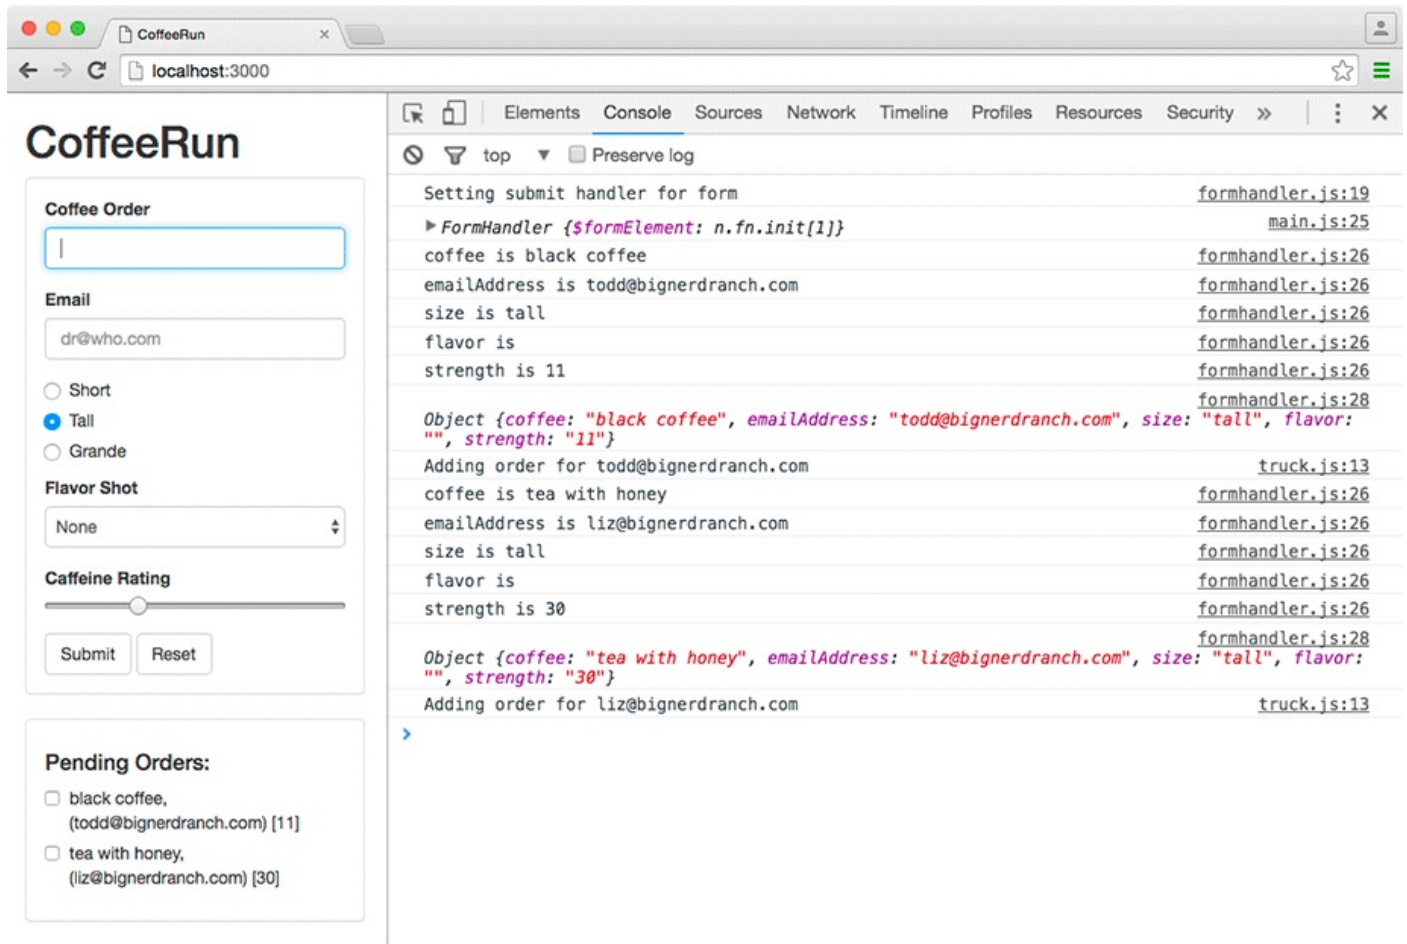 CoffeeRun
localhost:3000
CoffeeRun
Coffee Order
Email
dr@who.com
Short
Tall
Grande
Flavor Shot
None
Caffeine Rating
Submit Reset
Pending Orders:
black coffee,
(todd@bignerdranch.com) [11]
tea with honey,
(liz@bignerdranch.com) [30]
Elements Console Sources Network Timeline Profiles Resources Security »
top Preserve log
Setting submit handler for form formhandler.js:19
FormHandler {$formElement: n.fn.init[1]} main.js:25
coffee is black coffee formhandler.js:26
emailAddress is todd@bignerdranch.com formhandler.js:26
size is tall formhandler.js:26
flavor is formhandler.js:26
strength is 11 formhandler.js:26
formhandler.js:28
Object {coffee: "black coffee", emailAddress: "todd@bignerdranch.com", size: "tall", flavor:
"", strength: "11"}
Adding order for todd@bignerdranch.com truck.js:13
coffee is tea with honey formhandler.js:26
emailAddress is liz@bignerdranch.com formhandler.js:26
size is tall formhandler.js:26
flavor is formhandler.js:26
strength is 30 formhandler.js:26
formhandler.js:28
Object {coffee: "tea with honey", emailAddress: "liz@bignerdranch.com", size: "tall", flavor:
"", strength: "30"}
Adding order for liz@bignerdranch.com truck.js:13